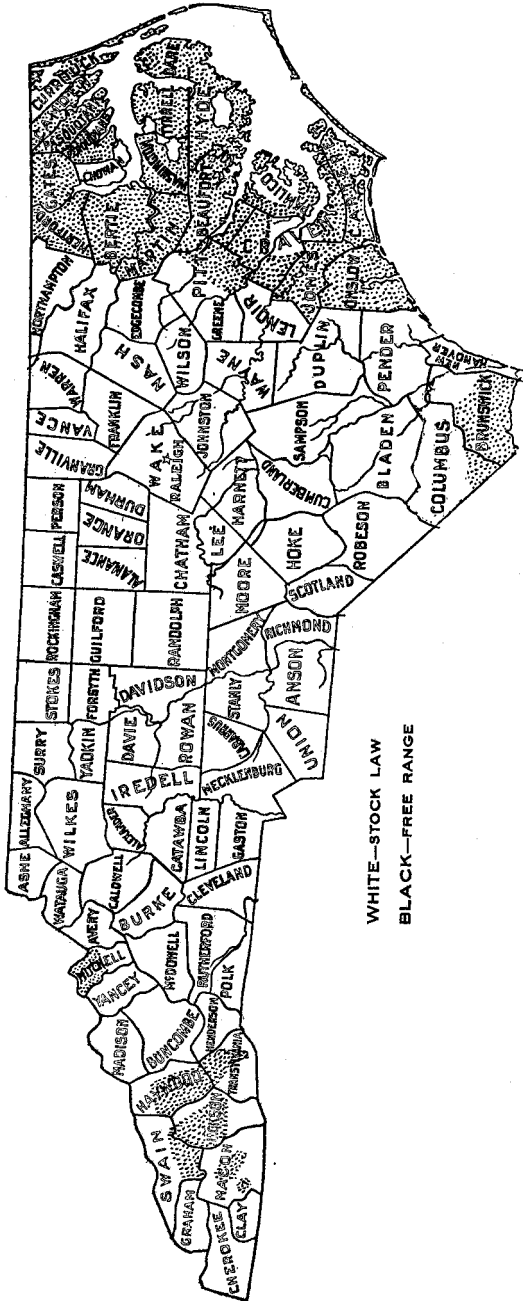 CHEROKEE
GRAHAM
CLAY
SWAIN
MACON
JACKSON
HAYWOOD
TRANSYLVANIA
MADISON
BUNCOMBE
HENDERSON
YANCEY
MITCHELL
AVERY
McDOWELL
RUTHERFORD
POLK
ASHE
ALLEGHANY
WATAUGA
WILKES
CALDWELL
ALEXANDER
BURKE
CATAWBA
LINCOLN
CLEVELAND
GASTON
SURRY
YADKIN
DAVIE
IREDELL
ROWAN
CABARRUS
MECKLENBURG
STANLY
UNION
STOKES
FORSYTH
DAVIDSON
ROCKINGHAM
GUILFORD
RANDOLPH
MONTGOMERY
ANSON
RICHMOND
CASWELL
ALAMANCE
ORANGE
PERSON
DURHAM
CHATHAM
LEE
MOORE
HOKE
SCOTLAND
ROBESON
GRANVILLE
VANCE
WARREN
FRANKLIN
WAKE
RALEIGH
HARNETT
JOHNSTON
CUMBERLAND
SAMPSON
BLADEN
COLUMBUS
BRUNSWICK
NEW
HANOVER
PENDER
DUPLIN
WAYNE
NORTHAMPTON
HALIFAX
NASH
EDGECOMBE
WILSON
GREENE
LENOIR
JONES
ONSLOW
HERTFORD
GATES
BERTIE
MARTIN
PITT
BEAUFORT
CRAVEN
PAMLICO
CARTERET
CHOWAN
WASHINGTON
TYRRELL
DARE
HYDE
CURRITUCK
CAMDEN
PASQUOTANK
PERQUIMANS
WHITE—STOCK LAW
BLACK—FREE RANGE